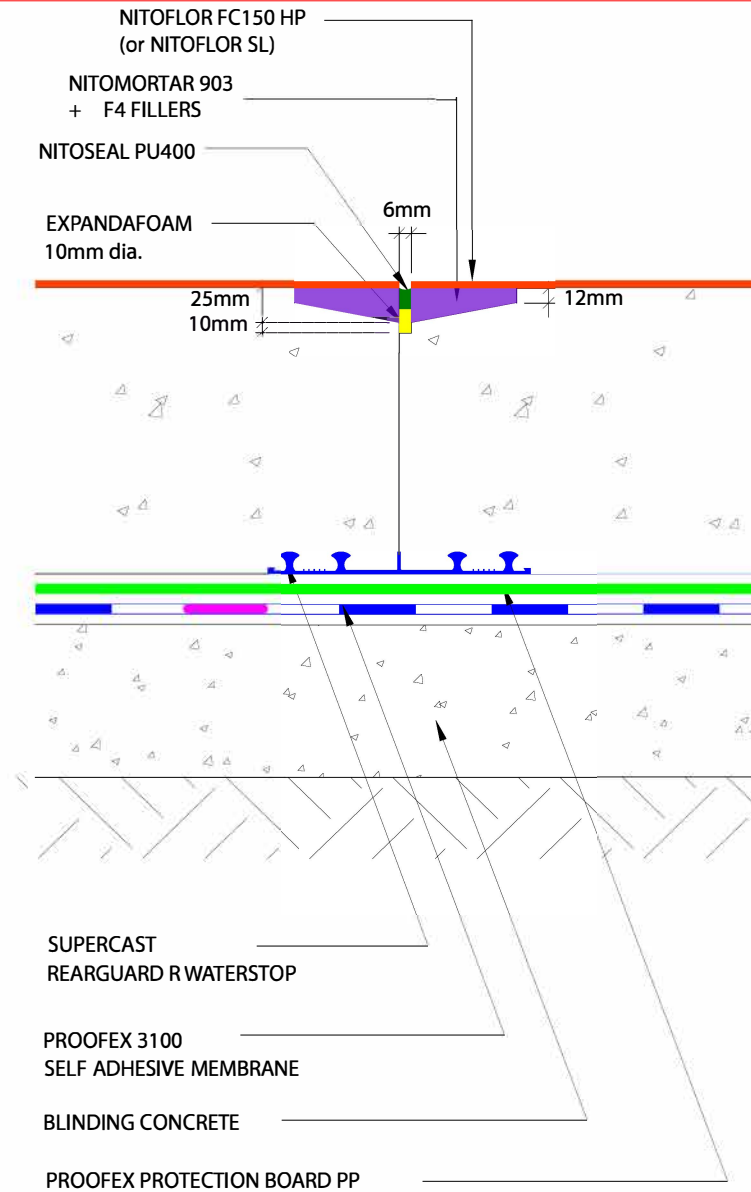 NITOFLOR FC150 HP
(or NITOFLOR SL)
NITOMORTAR 903
+ F4 FILLERS
NITOSEAL PU400
6mm
EXPANDAFOAM
10mm dia.
25mm
12mm
10mm
SUPERCAST
REARGUARD R WATERSTOP
PROOFEX 3100
SELF ADHESIVE MEMBRANE
BLINDING CONCRETE
PROOFEX PROTECTION BOARD PP